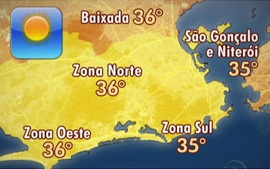 Baixada 36°
São Gonçalo
e Niterói
35°
Zona Norte
36°
Zona Oeste
36°
Zona Sul
35°